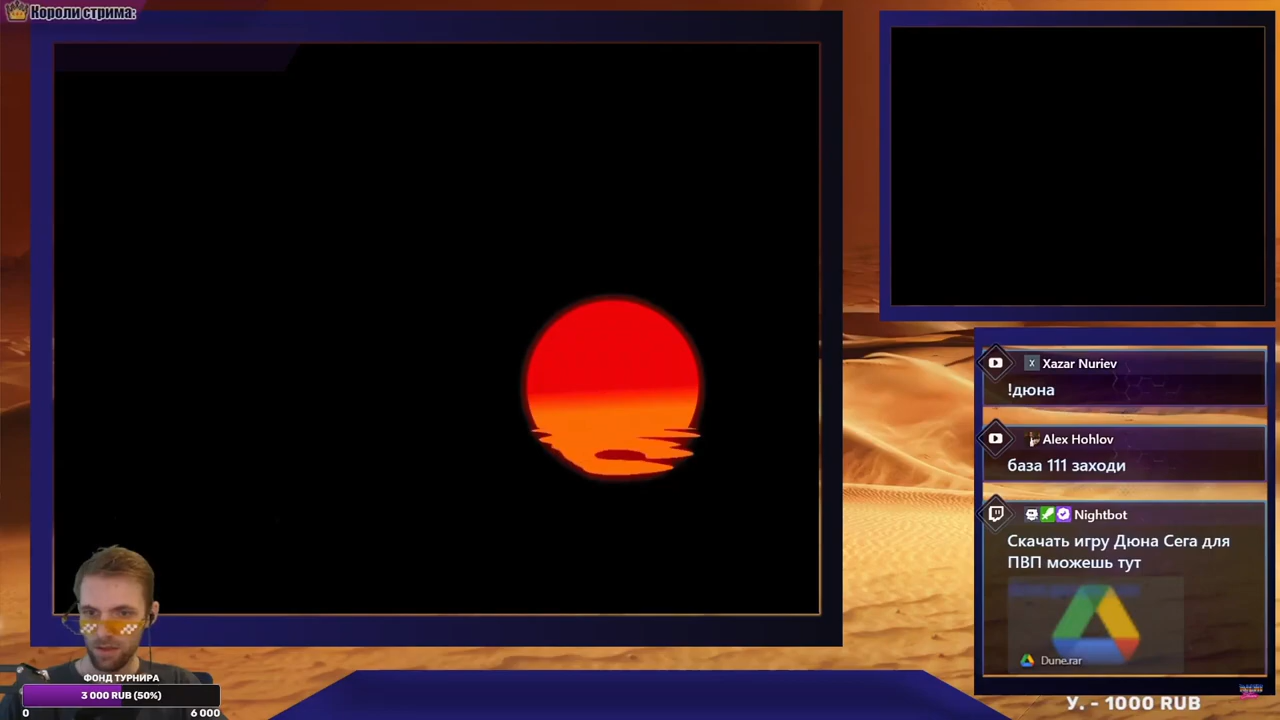 Короли стрима:
Xazar Nuriev
!дюна
Alex Hohlov
база 111 заходи
Nightbot
Скачать игру Дюна Сега для
ПВП можешь тут
Dune.rar
ФОНД ТУРНИРА
3 000 RUB (50%)
0
6 000
У. - 1000 RUB